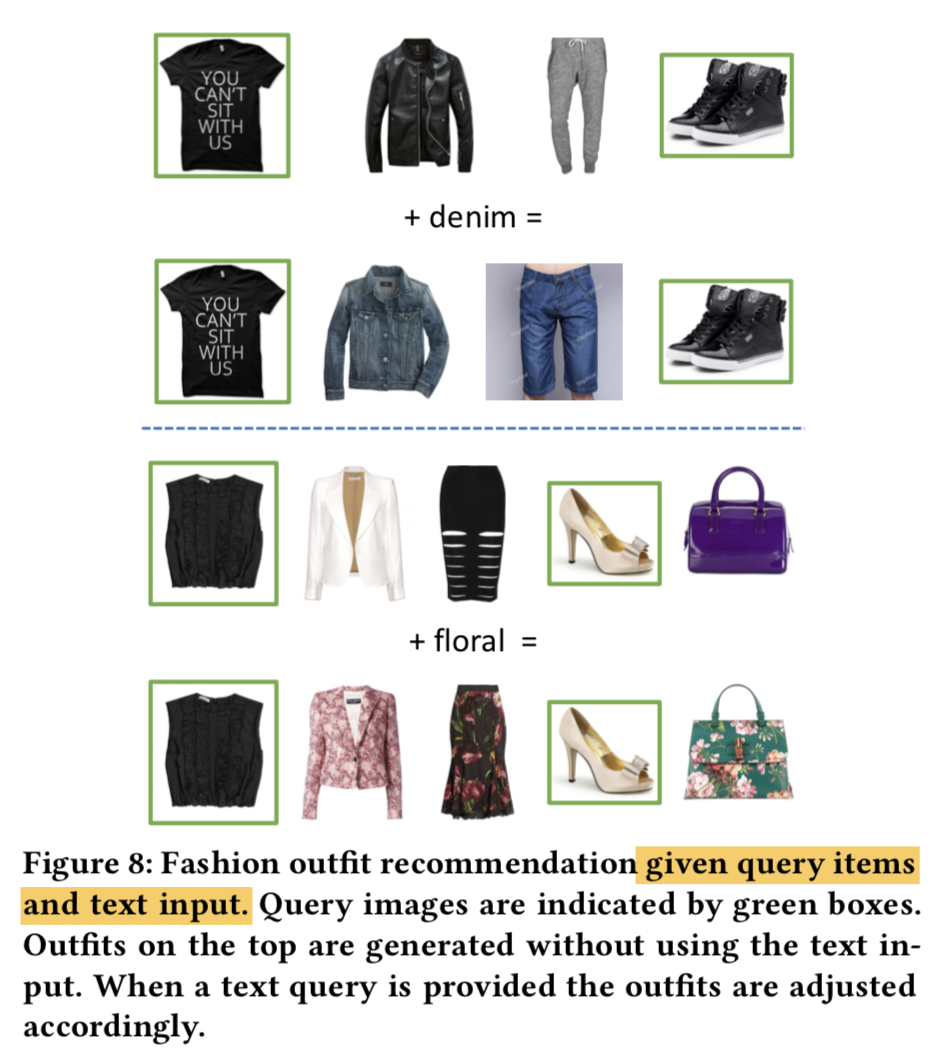 YOU
CAN'T
SIT
WITH
US
+ denim =
YOU
CAN'T
SIT
WITH
US
+ floral =
Figure 8: Fashion outfit recommendation given query items
and text input. Query images are indicated by green boxes.
Outfits on the top are generated without using the text in-
put. When a text query is provided the outfits are adjusted
accordingly.